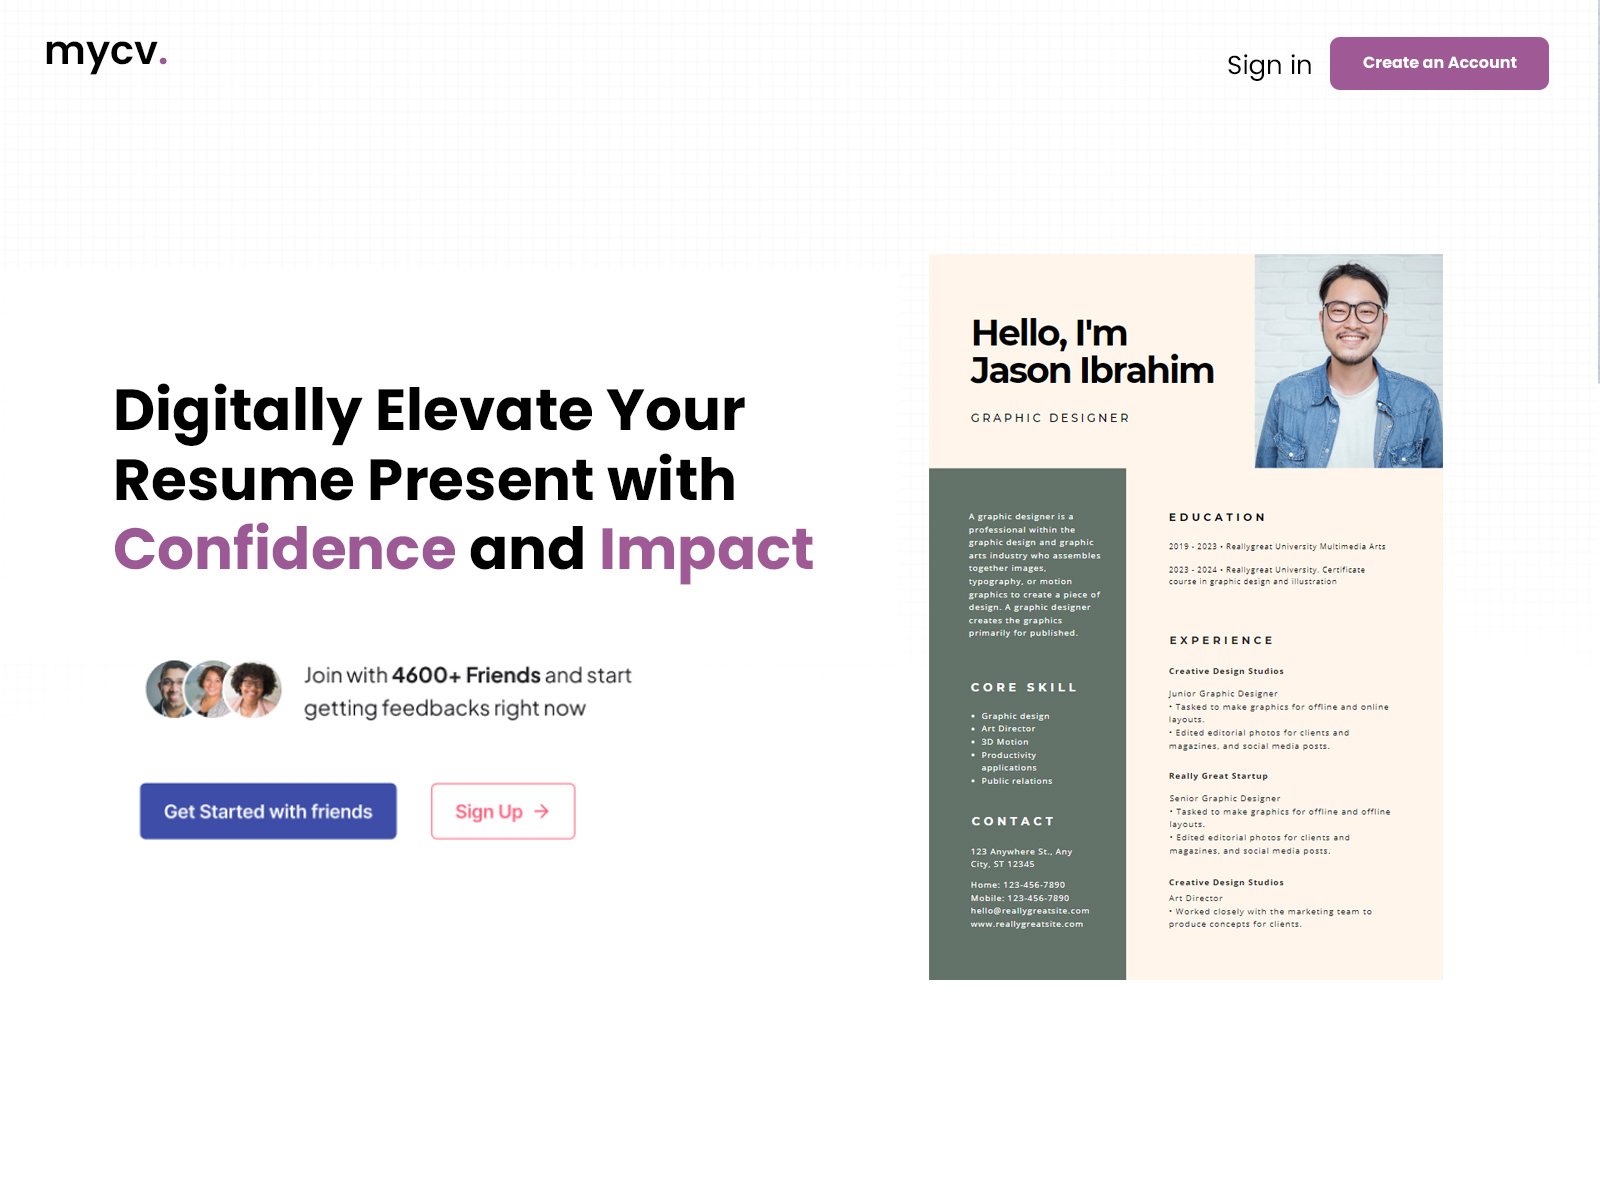 mycv.
Sign in
Create an Account
Digitally Elevate Your
Resume Present with
Confidence and Impact
Join with 4600+ Friends and start
getting feedbacks right now
Get Started with friends
Sign Up →
Hello, I'm
Jason Ibrahim
GRAPHIC DESIGNER
A graphic designer is a
professional within the
graphic design and graphic
arts industry who assembles
together images,
typography, or motion
graphics to create a piece of
design. A graphic designer
creates the graphics
primarily for published.
CORE SKILL
• Graphic design
• Art Director
• 3D Motion
• Productivity
applications
• Public relations
CONTACT
123 Anywhere St., Any
City, ST 12345
Home: 123-456-7890
Mobile: 123-456-7890
hello@reallygreatsite.com
www.reallygreatsite.com
EDUCATION
2019 - 2023 • Reallygreat University Multimedia Arts
2023 - 2024 • Reallygreat University. Certificate
course in graphic design and illustration
EXPERIENCE
Creative Design Studios
Junior Graphic Designer
• Tasked to make graphics for offline and online
layouts.
• Edited editorial photos for clients and
magazines, and social media posts.
Really Great Startup
Senior Graphic Designer
• Tasked to make graphics for offline and offline
layouts.
• Edited editorial photos for clients and
magazines, and social media posts.
Creative Design Studios
Art Director
• Worked closely with the marketing team to
produce concepts for clients.